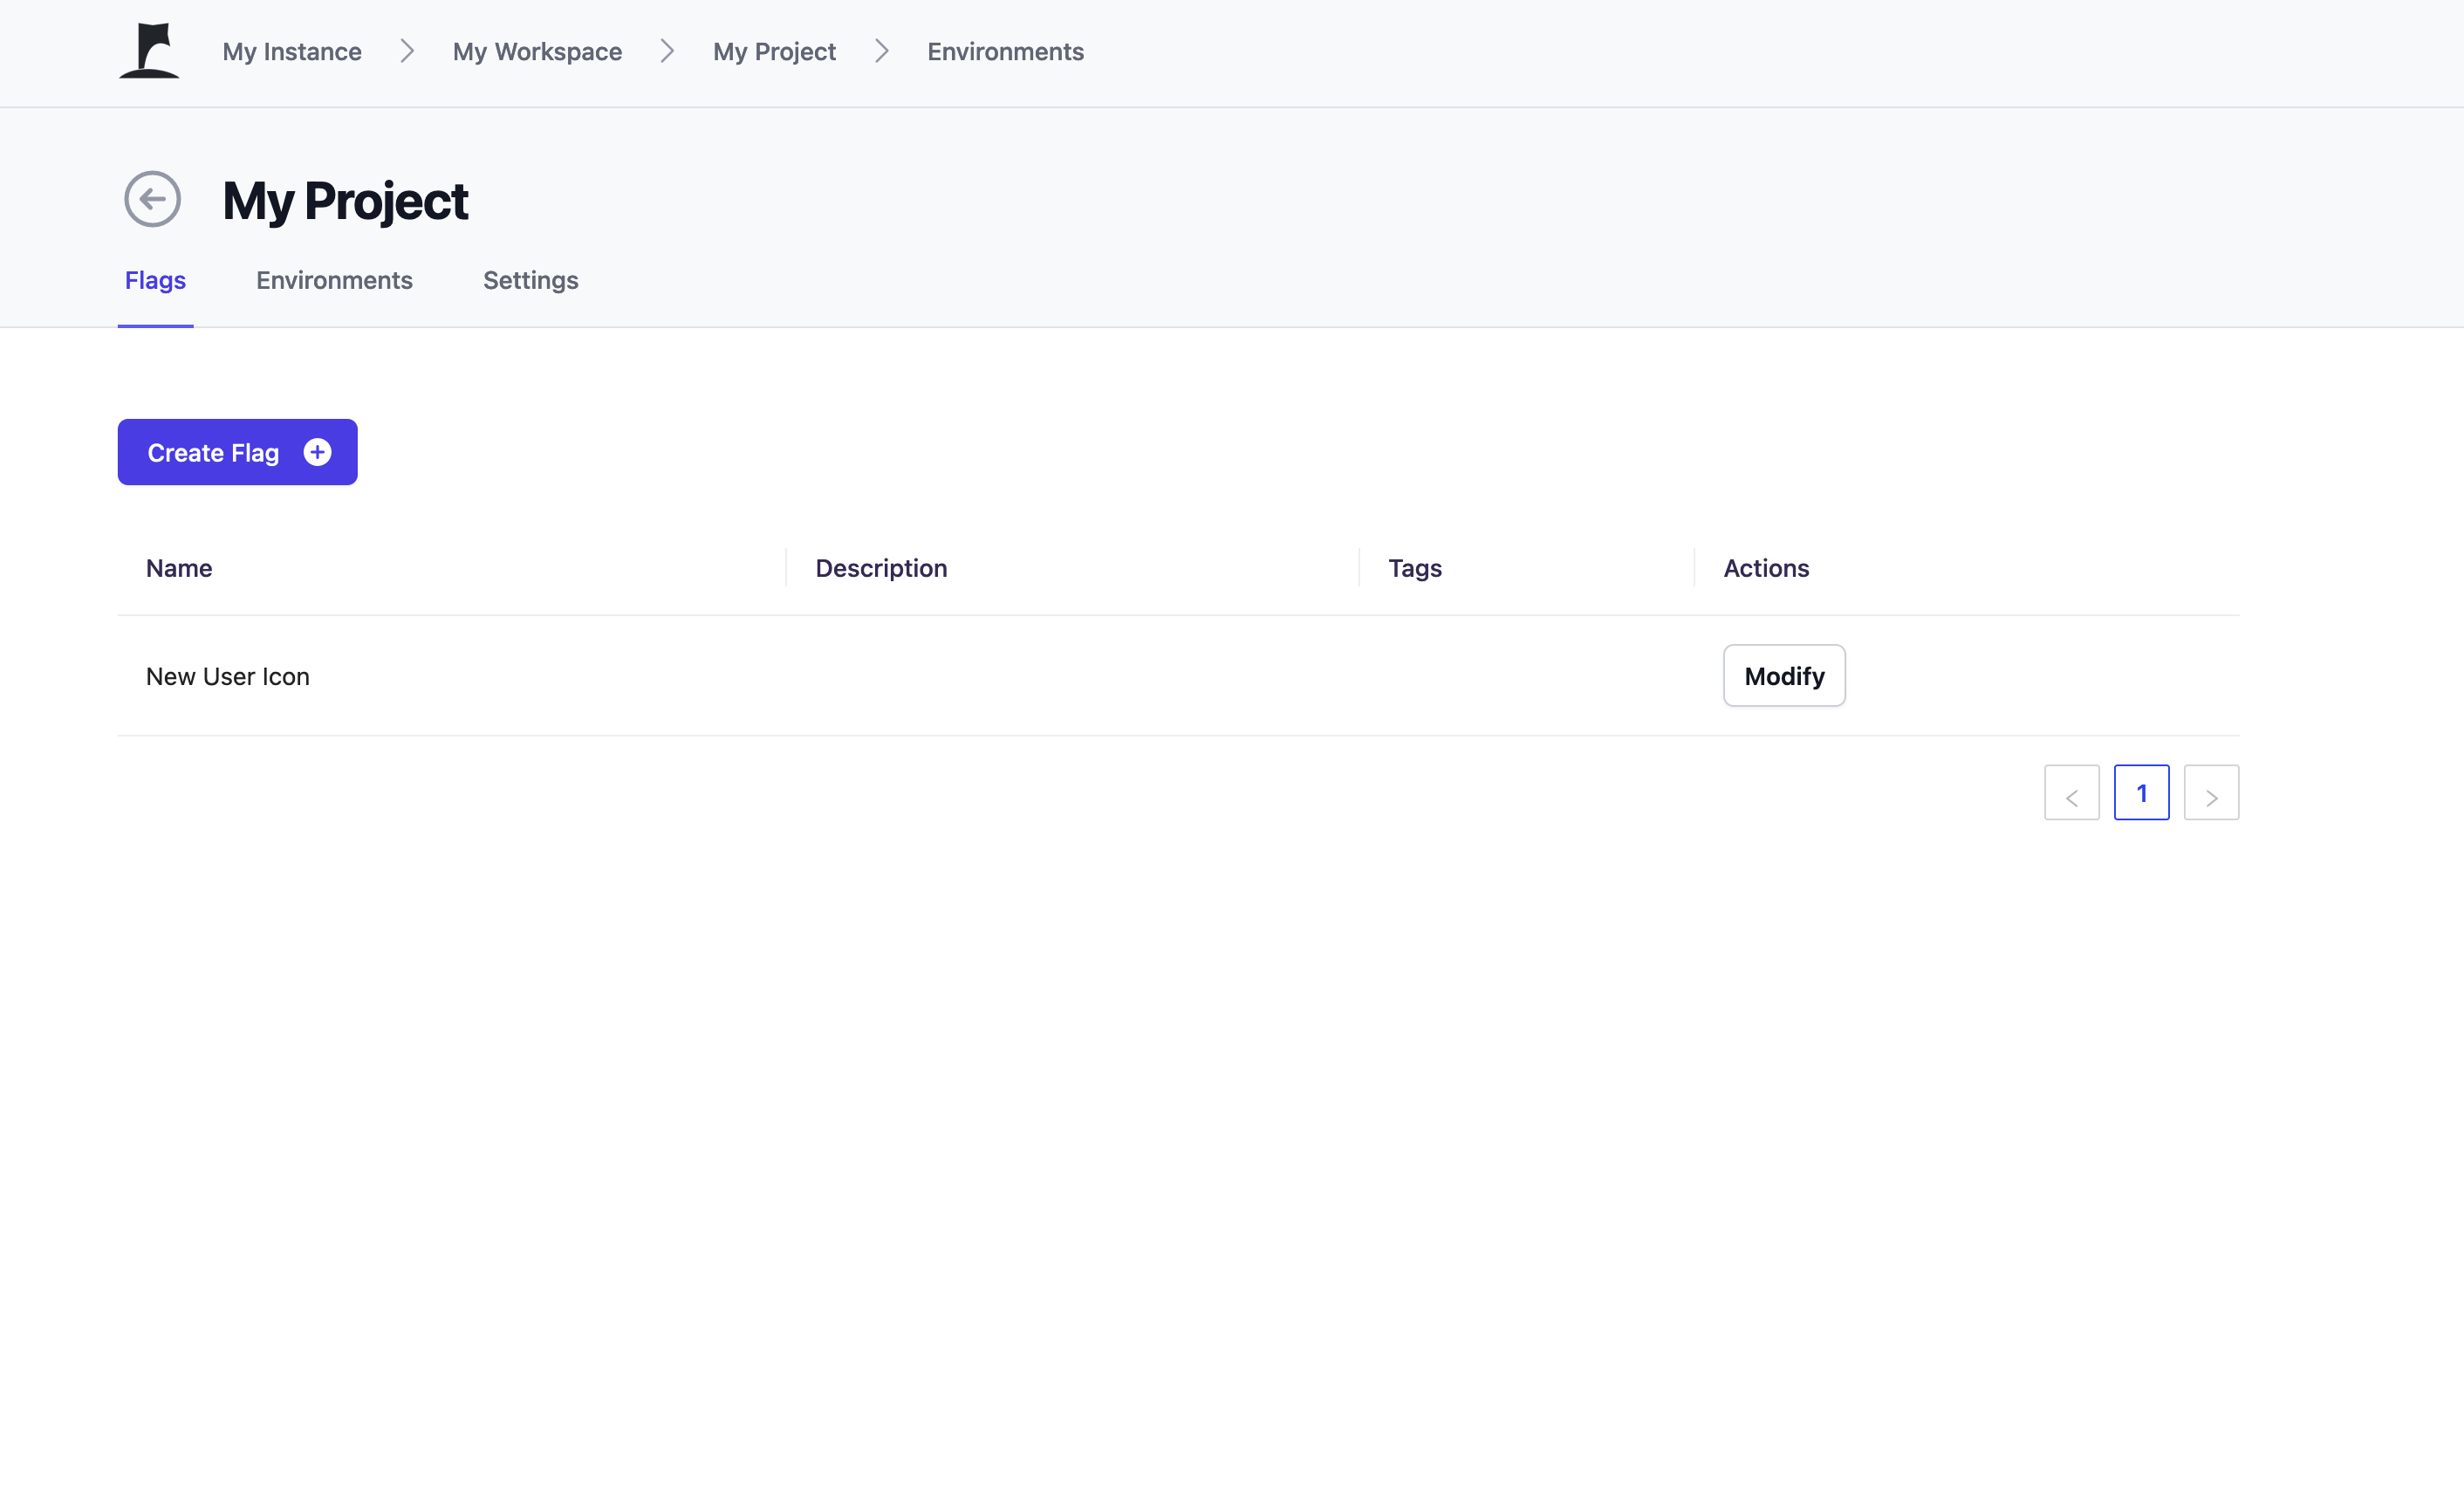 My Instance My Workspace My Project Environments
My Project
Flags Environments Settings
Create Flag
Name Description Tags Actions
New User Icon Modify
1